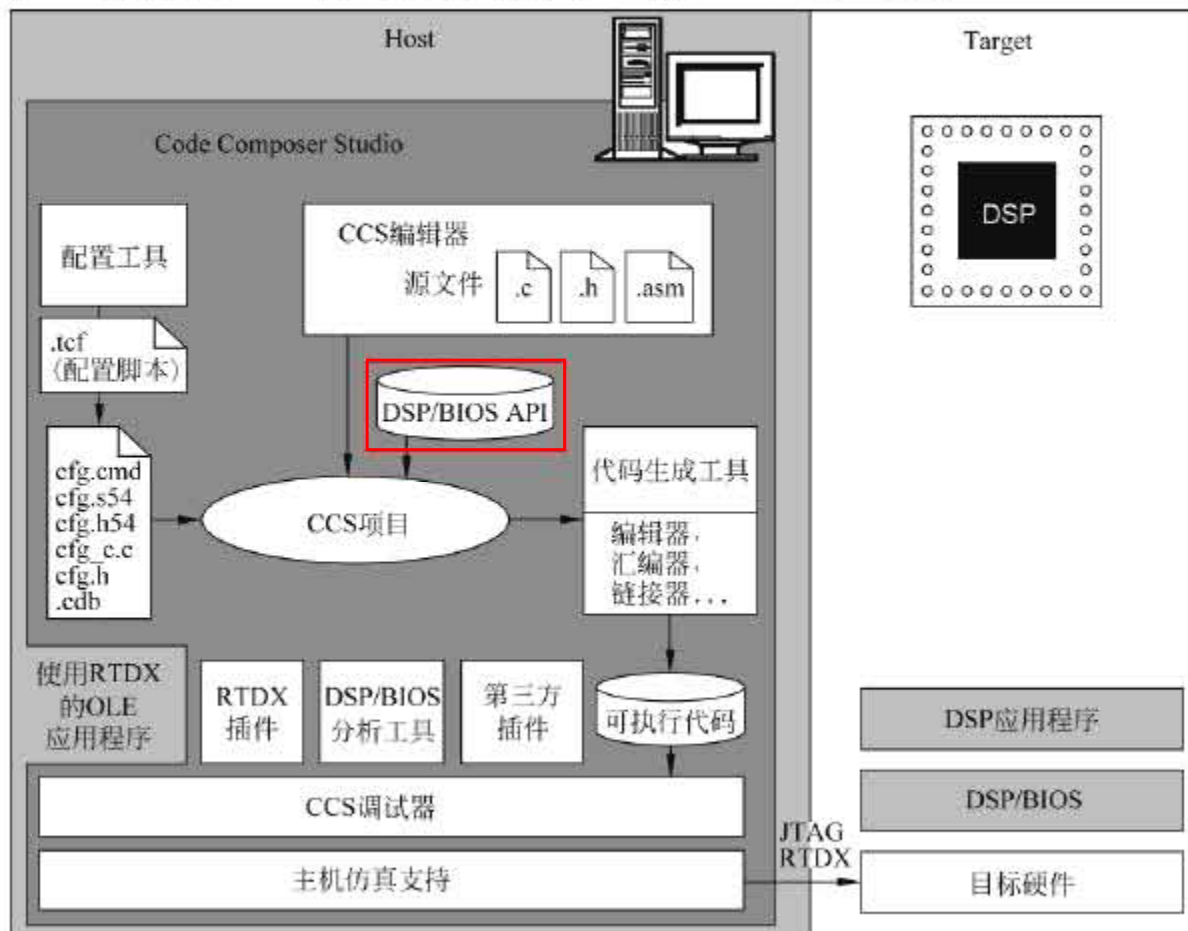 Host
Target
Code Composer Studio
DSP
配置工具
CCS编辑器
源文件
.c
.h
.asm
.tcf
(配置脚本)
DSP/BIOS API
cfg.cmd
cfg.s54
cfg.h54
cfg_c.c
cfg.h
.cdb
CCS项目
代码生成工具
编辑器,
汇编器,
链接器...
使用RTDX
的OLE
应用程序
RTDX
插件
DSP/BIOS
分析工具
第三方
插件
可执行代码
DSP应用程序
CCS调试器
DSP/BIOS
JTAG
RTDX
主机仿真支持
目标硬件